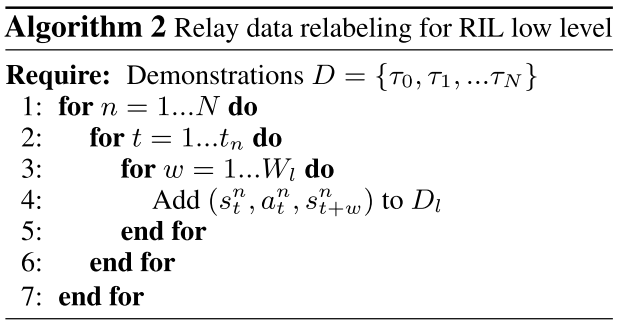 Algorithm 2 Relay data relabeling for RIL low level
Require: Demonstrations $D = \{\tau_0, \tau_1, ...\tau_N\}$
1: for $n = 1...N$ do
2: for $t = 1...t_n$ do
3: for $w = 1...W_l$ do
4: Add $(s_t^n, a_t^n, s_{t+w}^n)$ to $D_l$
5: end for
6: end for
7: end for